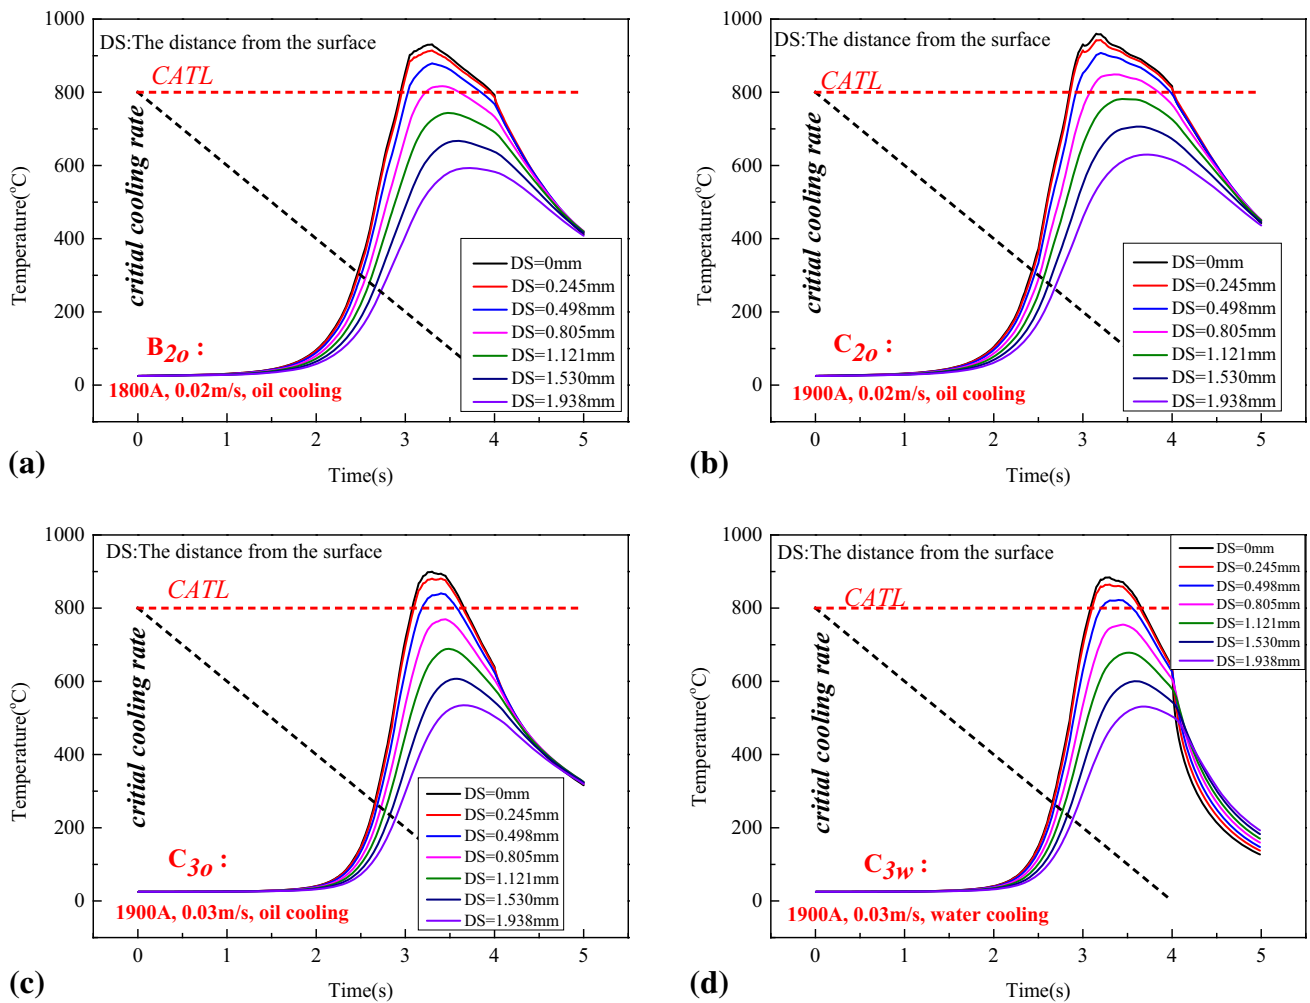 DS:The distance from the surface
CATL
critial cooling rate
B2o :
1800A, 0.02m/s, oil cooling
DS=0mm
DS=0.245mm
DS=0.498mm
DS=0.805mm
DS=1.121mm
DS=1.530mm
DS=1.938mm
1000
800
600
400
200
0
Temperature(°C)
0 1 2 3 4 5
Time(s)
(a)
DS:The distance from the surface
CATL
critial cooling rate
C2o :
1900A, 0.02m/s, oil cooling
DS=0mm
DS=0.245mm
DS=0.498mm
DS=0.805mm
DS=1.121mm
DS=1.530mm
DS=1.938mm
1000
800
600
400
200
0
Temperature(°C)
0 1 2 3 4 5
Time(s)
(b)
DS:The distance from the surface
CATL
critial cooling rate
C3o :
1900A, 0.03m/s, oil cooling
DS=0mm
DS=0.245mm
DS=0.498mm
DS=0.805mm
DS=1.121mm
DS=1.530mm
DS=1.938mm
1000
800
600
400
200
0
Temperature(°C)
0 1 2 3 4 5
Time(s)
(c)
DS:The distance from the surface
CATL
critial cooling rate
C3w :
1900A, 0.03m/s, water cooling
DS=0mm
DS=0.245mm
DS=0.498mm
DS=0.805mm
DS=1.121mm
DS=1.530mm
DS=1.938mm
1000
800
600
400
200
0
Temperature(°C)
0 1 2 3 4 5
Time(s)
(d)